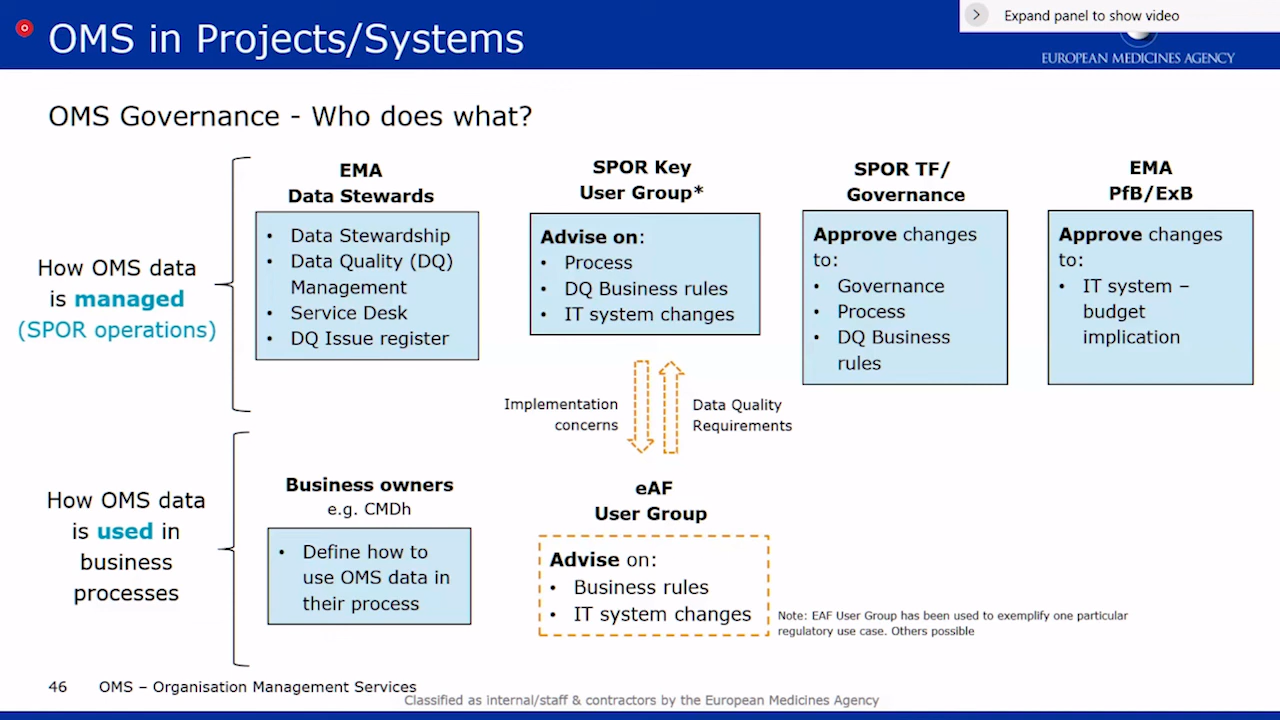 OMS in Projects/Systems
Expand panel to show video
EUROPEAN MEDICINES AGENCY
OMS Governance - Who does what?
How OMS data
is managed
(SPOR operations)
EMA
Data Stewards
• Data Stewardship
• Data Quality (DQ)
Management
• Service Desk
• DQ Issue register
SPOR Key
User Group*
Advise on:
• Process
• DQ Business rules
• IT system changes
SPOR TF/
Governance
Approve changes
to:
• Governance
• Process
• DQ Business
rules
EMA
PfB/ExB
Approve changes
to:
• IT system –
budget
implication
Implementation
concerns
Data Quality
Requirements
How OMS data
is used in
business
processes
Business owners
e.g. CMDh
• Define how to
use OMS data in
their process
eAF
User Group
Advise on:
• Business rules
• IT system changes
Note: EAF User Group has been used to exemplify one particular
regulatory use case. Others possible
46 OMS – Organisation Management Services
Classified as internal/staff & contractors by the European Medicines Agency